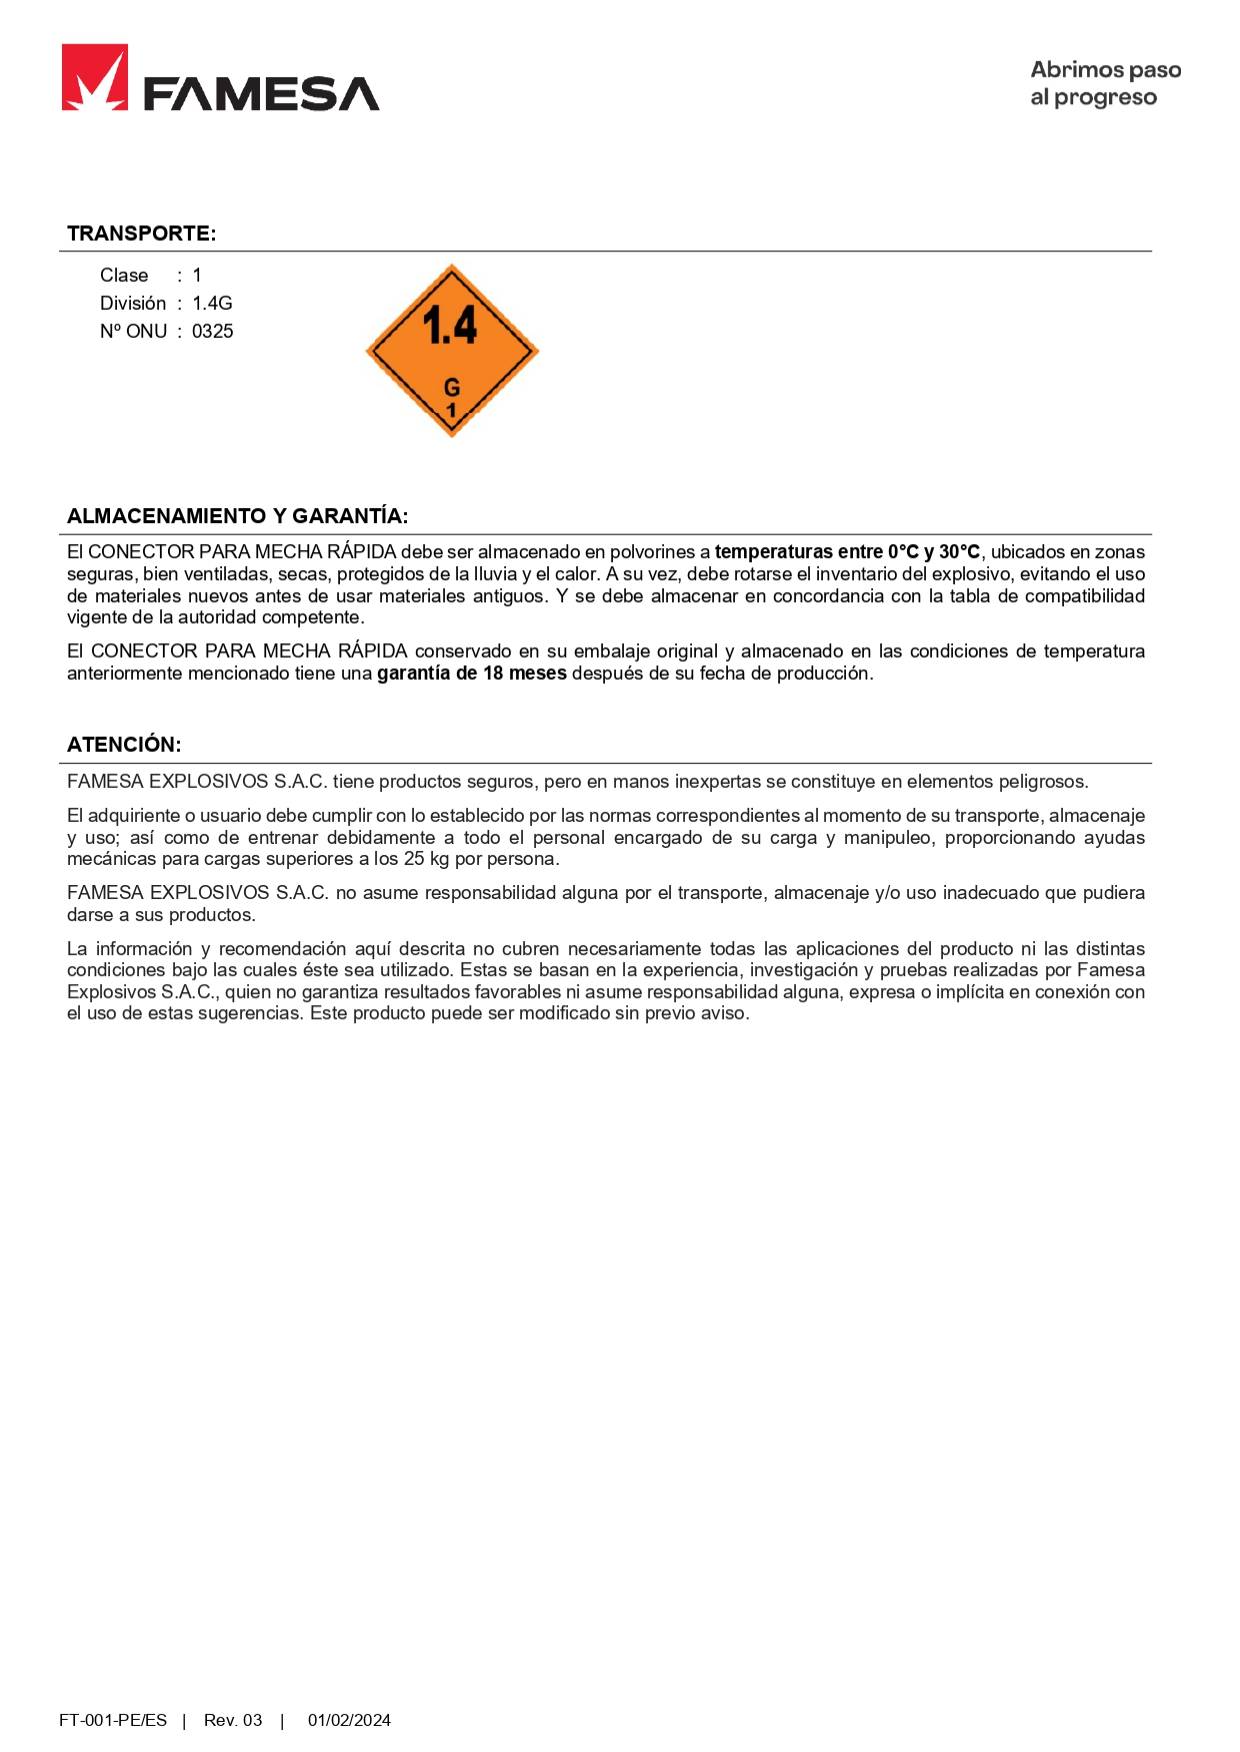 FAMESA
Abrimos paso
al progreso
TRANSPORTE:
Clase : 1
División : 1.4G
Nº ONU : 0325
1.4
G
1
ALMACENAMIENTO Y GARANTÍA:
El CONECTOR PARA MECHA RÁPIDA debe ser almacenado en polvorines a temperaturas entre 0°C y 30°C, ubicados en zonas
seguras, bien ventiladas, secas, protegidos de la lluvia y el calor. A su vez, debe rotarse el inventario del explosivo, evitando el uso
de materiales nuevos antes de usar materiales antiguos. Y se debe almacenar en concordancia con la tabla de compatibilidad
vigente de la autoridad competente.
El CONECTOR PARA MECHA RÁPIDA conservado en su embalaje original y almacenado en las condiciones de temperatura
anteriormente mencionado tiene una garantía de 18 meses después de su fecha de producción.
ATENCIÓN:
FAMESA EXPLOSIVOS S.A.C. tiene productos seguros, pero en manos inexpertas se constituye en elementos peligrosos.
El adquiriente o usuario debe cumplir con lo establecido por las normas correspondientes al momento de su transporte, almacenaje
y uso; así como de entrenar debidamente a todo el personal encargado de su carga y manipuleo, proporcionando ayudas
mecánicas para cargas superiores a los 25 kg por persona.
FAMESA EXPLOSIVOS S.A.C. no asume responsabilidad alguna por el transporte, almacenaje y/o uso inadecuado que pudiera
darse a sus productos.
La información y recomendación aquí descrita no cubren necesariamente todas las aplicaciones del producto ni las distintas
condiciones bajo las cuales éste sea utilizado. Estas se basan en la experiencia, investigación y pruebas realizadas por Famesa
Explosivos S.A.C., quien no garantiza resultados favorables ni asume responsabilidad alguna, expresa o implícita en conexión con
el uso de estas sugerencias. Este producto puede ser modificado sin previo aviso.
FT-001-PE/ES | Rev. 03 | 01/02/2024